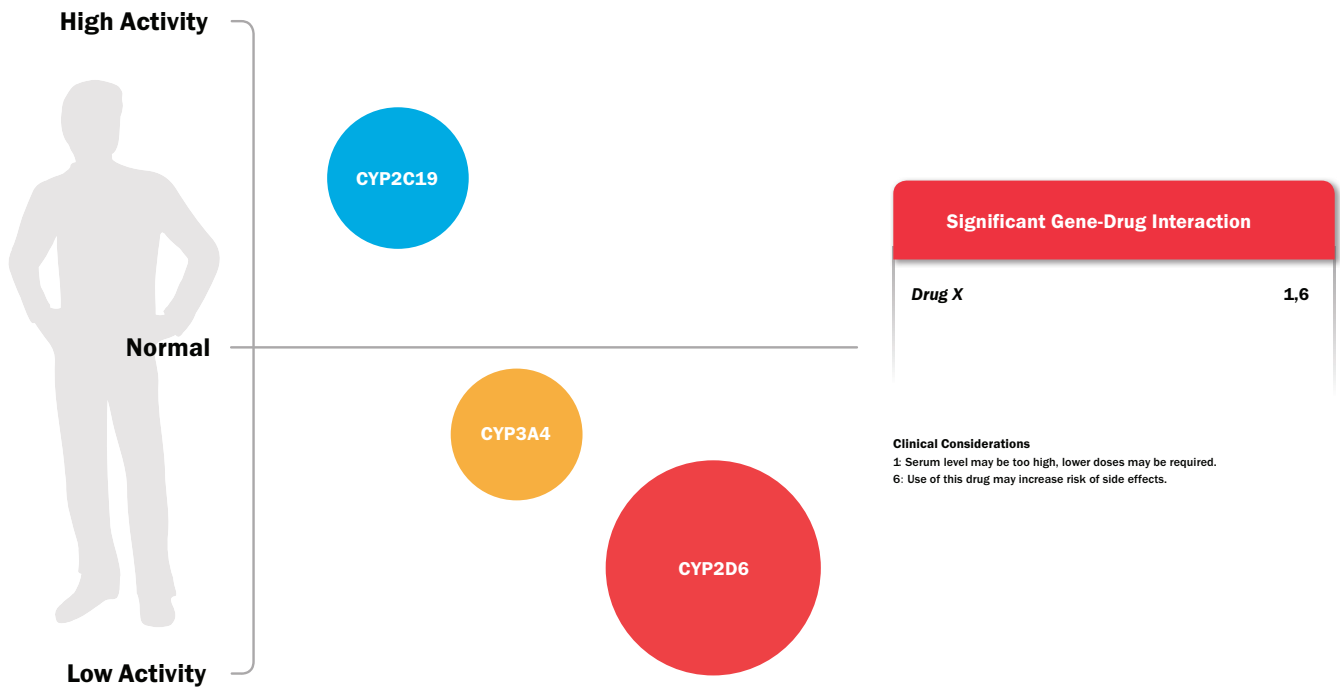 High Activity
CYP2C19
Normal
CYP3A4
CYP2D6
Low Activity
Significant Gene-Drug Interaction
Drug X 1,6
Clinical Considerations
1: Serum level may be too high, lower doses may be required.
6: Use of this drug may increase risk of side effects.